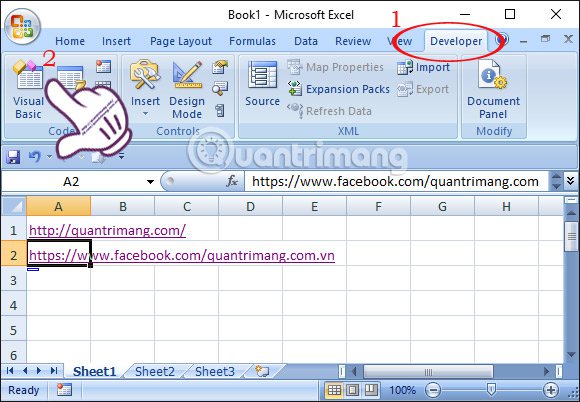 Book1 - Microsoft Excel
1
Home Insert Page Layout Formulas Data Review View Developer
2
Visual Basic
Insert
Design Mode
Source
Map Properties
Expansion Packs
Refresh Data
Import
Export
Document Panel
Controls XML Modify
Quantrimang
A2 fx https://www.facebook.com/quantrimang.com
A B C D E F G H
1 http://quantrimang.com/
2 https://www.facebook.com/quantrimang.com.vn
3
4
5
6
Sheet1 Sheet2 Sheet3
Ready 100%